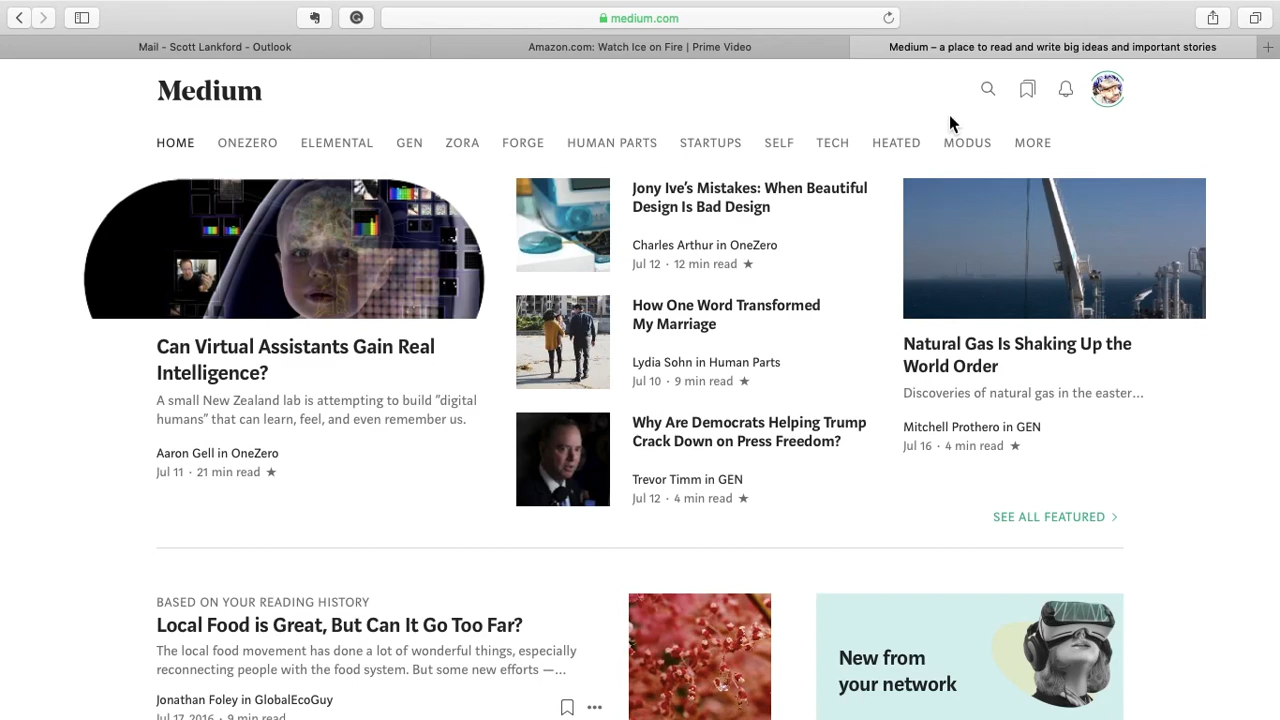 medium.com
Mail - Scott Lankford - Outlook
Amazon.com: Watch Ice on Fire | Prime Video
Medium – a place to read and write big ideas and important stories
Medium
HOME ONEZERO ELEMENTAL GEN ZORA FORGE HUMAN PARTS STARTUPS SELF TECH HEATED MODUS MORE
Can Virtual Assistants Gain Real
Intelligence?
A small New Zealand lab is attempting to build “digital
humans” that can learn, feel, and even remember us.
Aaron Gell in OneZero
Jul 11 · 21 min read ★
Jony Ive’s Mistakes: When Beautiful
Design Is Bad Design
Charles Arthur in OneZero
Jul 12 · 12 min read ★
How One Word Transformed
My Marriage
Lydia Sohn in Human Parts
Jul 10 · 9 min read ★
Why Are Democrats Helping Trump
Crack Down on Press Freedom?
Trevor Timm in GEN
Jul 12 · 4 min read ★
Natural Gas Is Shaking Up the
World Order
Discoveries of natural gas in the easter…
Mitchell Prothero in GEN
Jul 16 · 4 min read ★
SEE ALL FEATURED
BASED ON YOUR READING HISTORY
Local Food is Great, But Can It Go Too Far?
The local food movement has done a lot of wonderful things, especially
reconnecting people with the food system. But some new efforts —…
Jonathan Foley in GlobalEcoGuy
Jul 17, 2016 · 9 min read
New from
your network